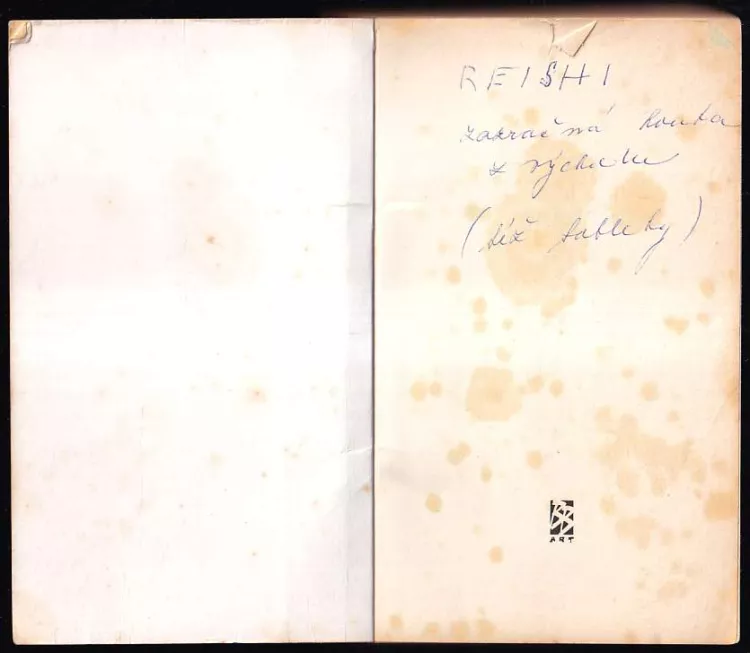 REISHI
zázračná houba
z východu
(též tablety)
ART